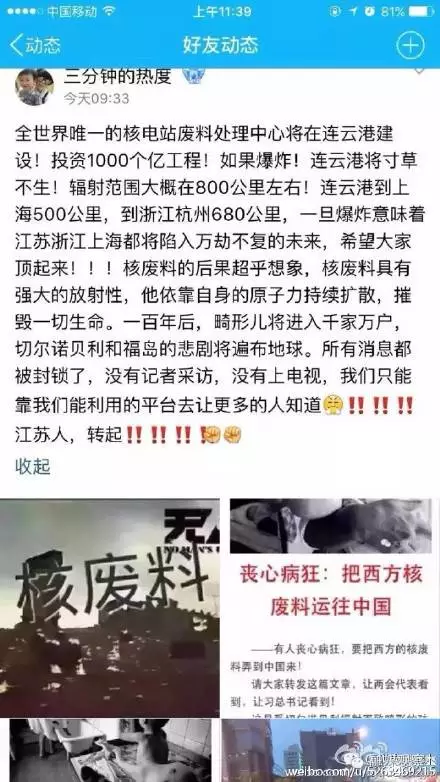 中国移动
上午11:39
81%
动态
好友动态
三分钟的热度
今天09:33
全世界唯一的核电站废料处理中心将在连云港建
设！投资1000个亿工程！如果爆炸！连云港将寸草
不生！辐射范围大概在800公里左右！连云港到上
海500公里，到浙江杭州680公里，一旦爆炸意味着
江苏浙江上海都将陷入万劫不复的未来，希望大家
顶起来！！！核废料的后果超乎想象，核废料具有
强大的放射性，他依靠自身的原子力持续扩散，摧
毁一切生命。一百年后，畸形儿将进入千家万户，
切尔诺贝利和福岛的悲剧将遍布地球。所有消息都
被封锁了，没有记者采访，没有上电视，我们只能
靠我们能利用的平台去让更多的人知道😤‼️‼️‼️
江苏人，转起‼️‼️‼️‼️✊✊
收起
核废料
丧心病狂：把西方核
废料运往中国
——有人丧心病狂，要把西方的核废
料弄到中国来！
请大家转发这篇文章，让两会代表看
到，让习总书记看到！